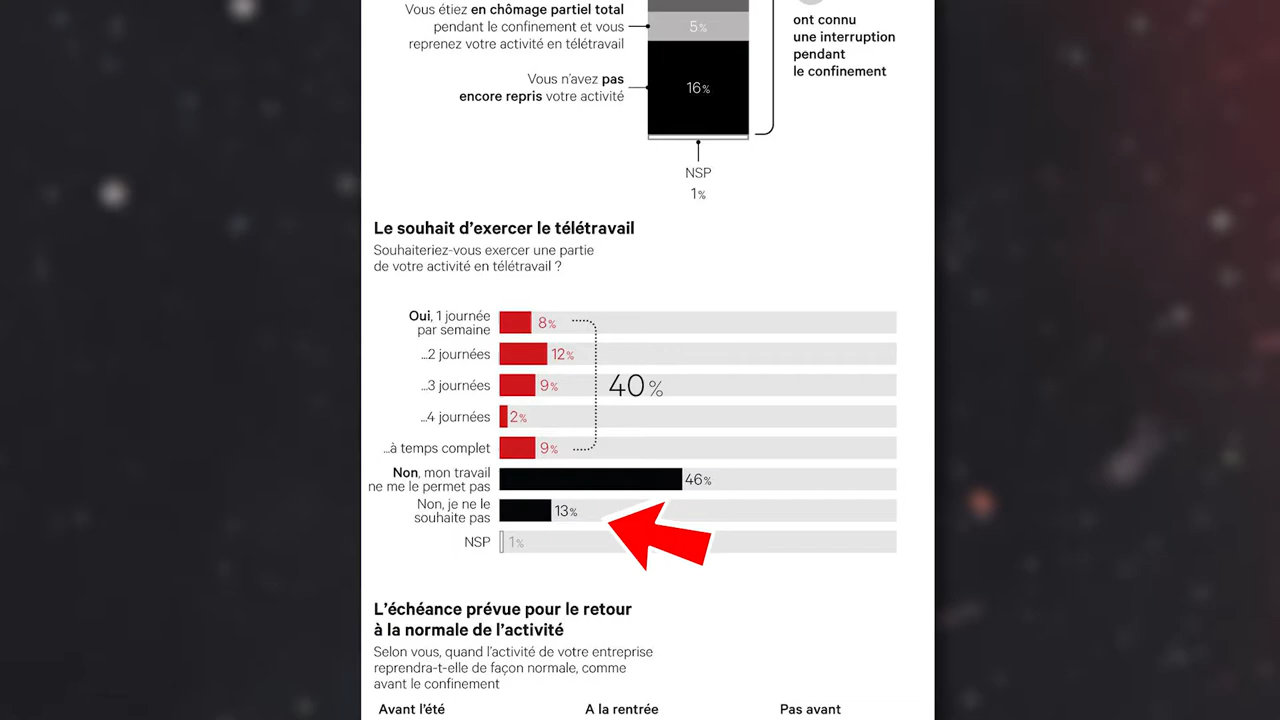 Vous étiez en chômage partiel total
pendant le confinement et vous
reprenez votre activité en télétravail
5%
Vous n'avez pas
encore repris votre activité
16%
ont connu
une interruption
pendant
le confinement
NSP
1%
Le souhait d'exercer le télétravail
Souhaiteriez-vous exercer une partie
de votre activité en télétravail ?
Oui, 1 journée
par semaine
8%
...2 journées
12%
...3 journées
9%
40%
...4 journées
2%
...à temps complet
9%
Non, mon travail
ne me le permet pas
46%
Non, je ne le
souhaite pas
13%
NSP
1%
L'échéance prévue pour le retour
à la normale de l'activité
Selon vous, quand l'activité de votre entreprise
reprendra-t-elle de façon normale, comme
avant le confinement
Avant l'été
A la rentrée
Pas avant